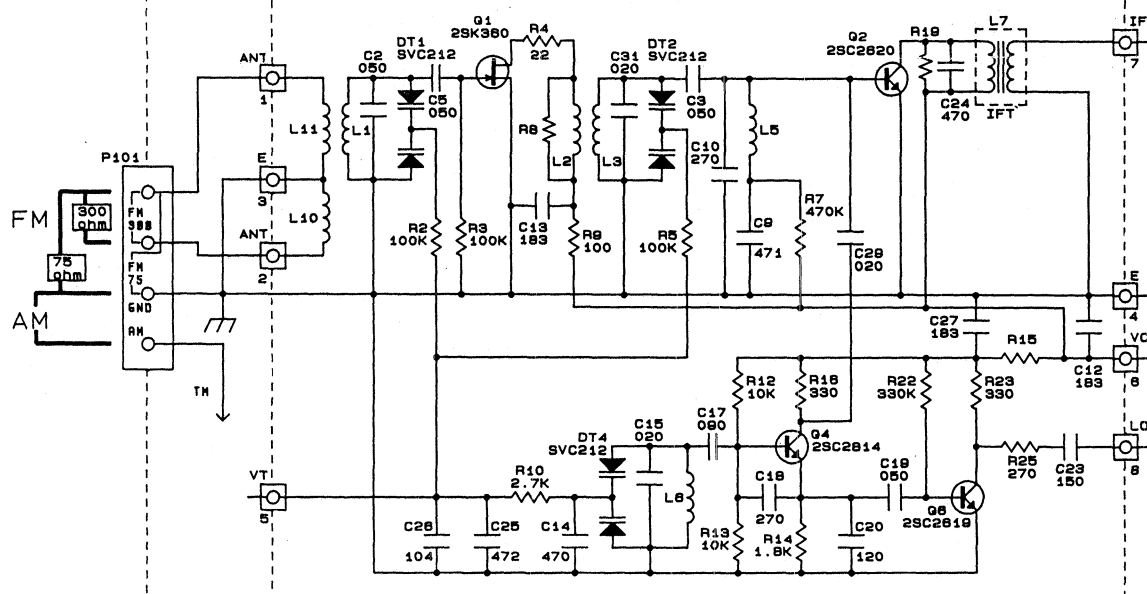 Q1
2SK360
R4
22
DT1
SVC212
C2
050
C5
050
C31
020
DT2
SVC212
C3
050
Q2
2SC2620
R19
C24
470
L7
IFT
IF
7
ANT
1
L11
L1
R8
L2
L3
C10
270
L5
P101
E
3
L10
FM
300
300
ohm
FM
75
ohm
FM
75
GND
AM
AM
ANT
2
R2
100K
R3
100K
C13
183
R9
100
R5
100K
C9
471
R7
470K
C29
020
E
4
TM
C27
183
R15
C12
183
VC
6
R12
10K
R16
330
R22
330K
R23
330
C15
020
C17
090
DT4
SVC212
Q4
2SC2814
LO
8
R25
270
C23
150
VT
5
R10
2.7K
L6
C18
270
C19
050
Q6
2SC2619
C26
104
C25
472
C14
470
R13
10K
R14
1.8K
C20
120